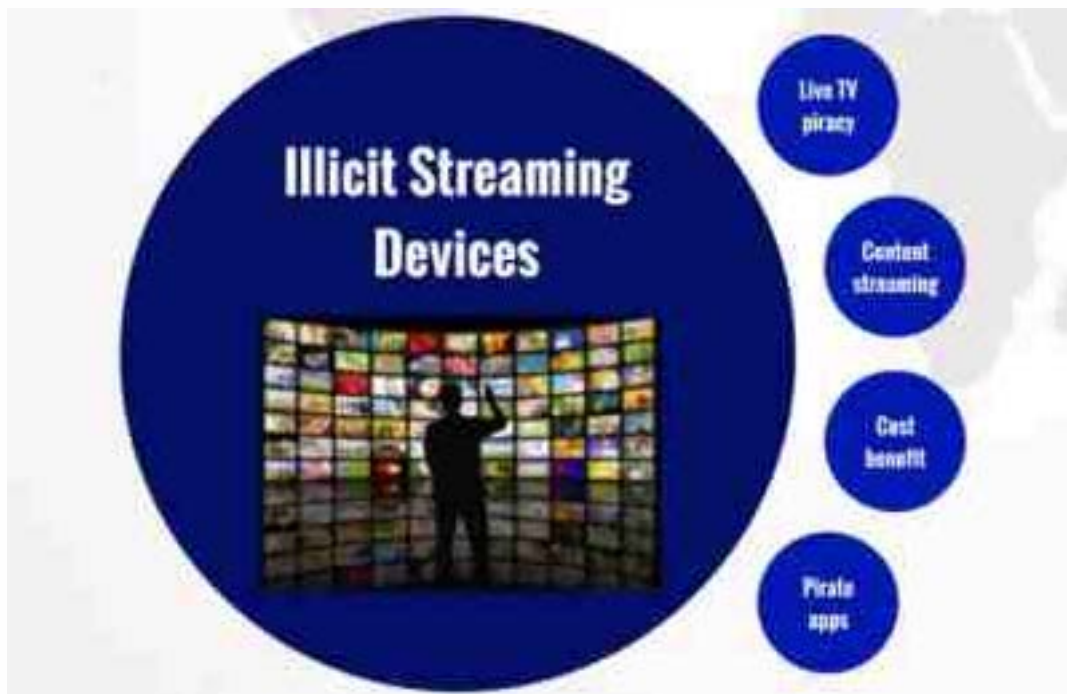 Illicit Streaming
Devices
Live TV
piracy
Content
streaming
Cost
benefit
Pirate
apps